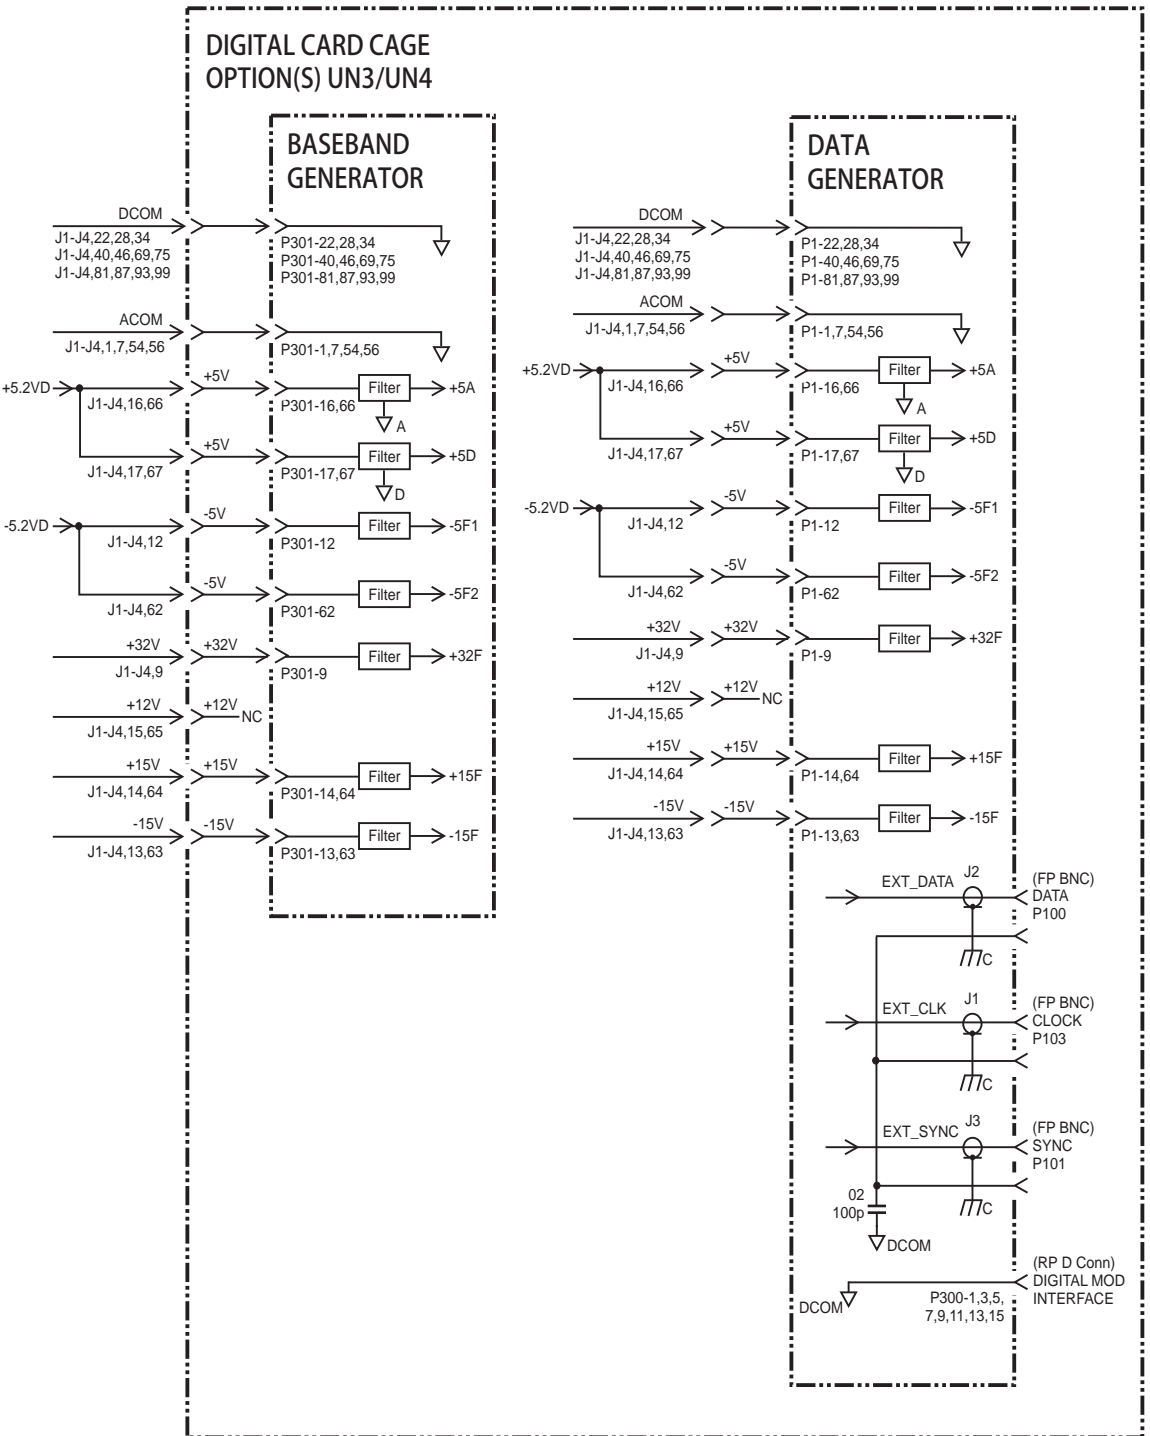 DIGITAL CARD CAGE
OPTION(S) UN3/UN4
BASEBAND
GENERATOR
DCOM
J1-J4,22,28,34
J1-J4,40,46,69,75
J1-J4,81,87,93,99
P301-22,28,34
P301-40,46,69,75
P301-81,87,93,99
ACOM
J1-J4,1,7,54,56
P301-1,7,54,56
+5.2VD
+5V
J1-J4,16,66
P301-16,66
Filter
+5A
A
+5V
J1-J4,17,67
P301-17,67
Filter
+5D
D
-5.2VD
-5V
J1-J4,12
P301-12
Filter
-5F1
-5V
J1-J4,62
P301-62
Filter
-5F2
+32V
+32V
J1-J4,9
P301-9
Filter
+32F
+12V
+12V
NC
J1-J4,15,65
+15V
+15V
J1-J4,14,64
P301-14,64
Filter
+15F
-15V
-15V
J1-J4,13,63
P301-13,63
Filter
-15F
DATA
GENERATOR
DCOM
J1-J4,22,28,34
J1-J4,40,46,69,75
J1-J4,81,87,93,99
P1-22,28,34
P1-40,46,69,75
P1-81,87,93,99
ACOM
J1-J4,1,7,54,56
P1-1,7,54,56
+5.2VD
+5V
J1-J4,16,66
P1-16,66
Filter
+5A
A
+5V
J1-J4,17,67
P1-17,67
Filter
+5D
D
-5.2VD
-5V
J1-J4,12
P1-12
Filter
-5F1
-5V
J1-J4,62
P1-62
Filter
-5F2
+32V
+32V
J1-J4,9
P1-9
Filter
+32F
+12V
+12V
NC
J1-J4,15,65
+15V
+15V
J1-J4,14,64
P1-14,64
Filter
+15F
-15V
-15V
J1-J4,13,63
P1-13,63
Filter
-15F
EXT_DATA
J2
(FP BNC)
DATA
P100
C
EXT_CLK
J1
(FP BNC)
CLOCK
P103
C
EXT_SYNC
J3
(FP BNC)
SYNC
P101
C
02
100p
DCOM
DCOM
P300-1,3,5,
7,9,11,13,15
(RP D Conn)
DIGITAL MOD
INTERFACE